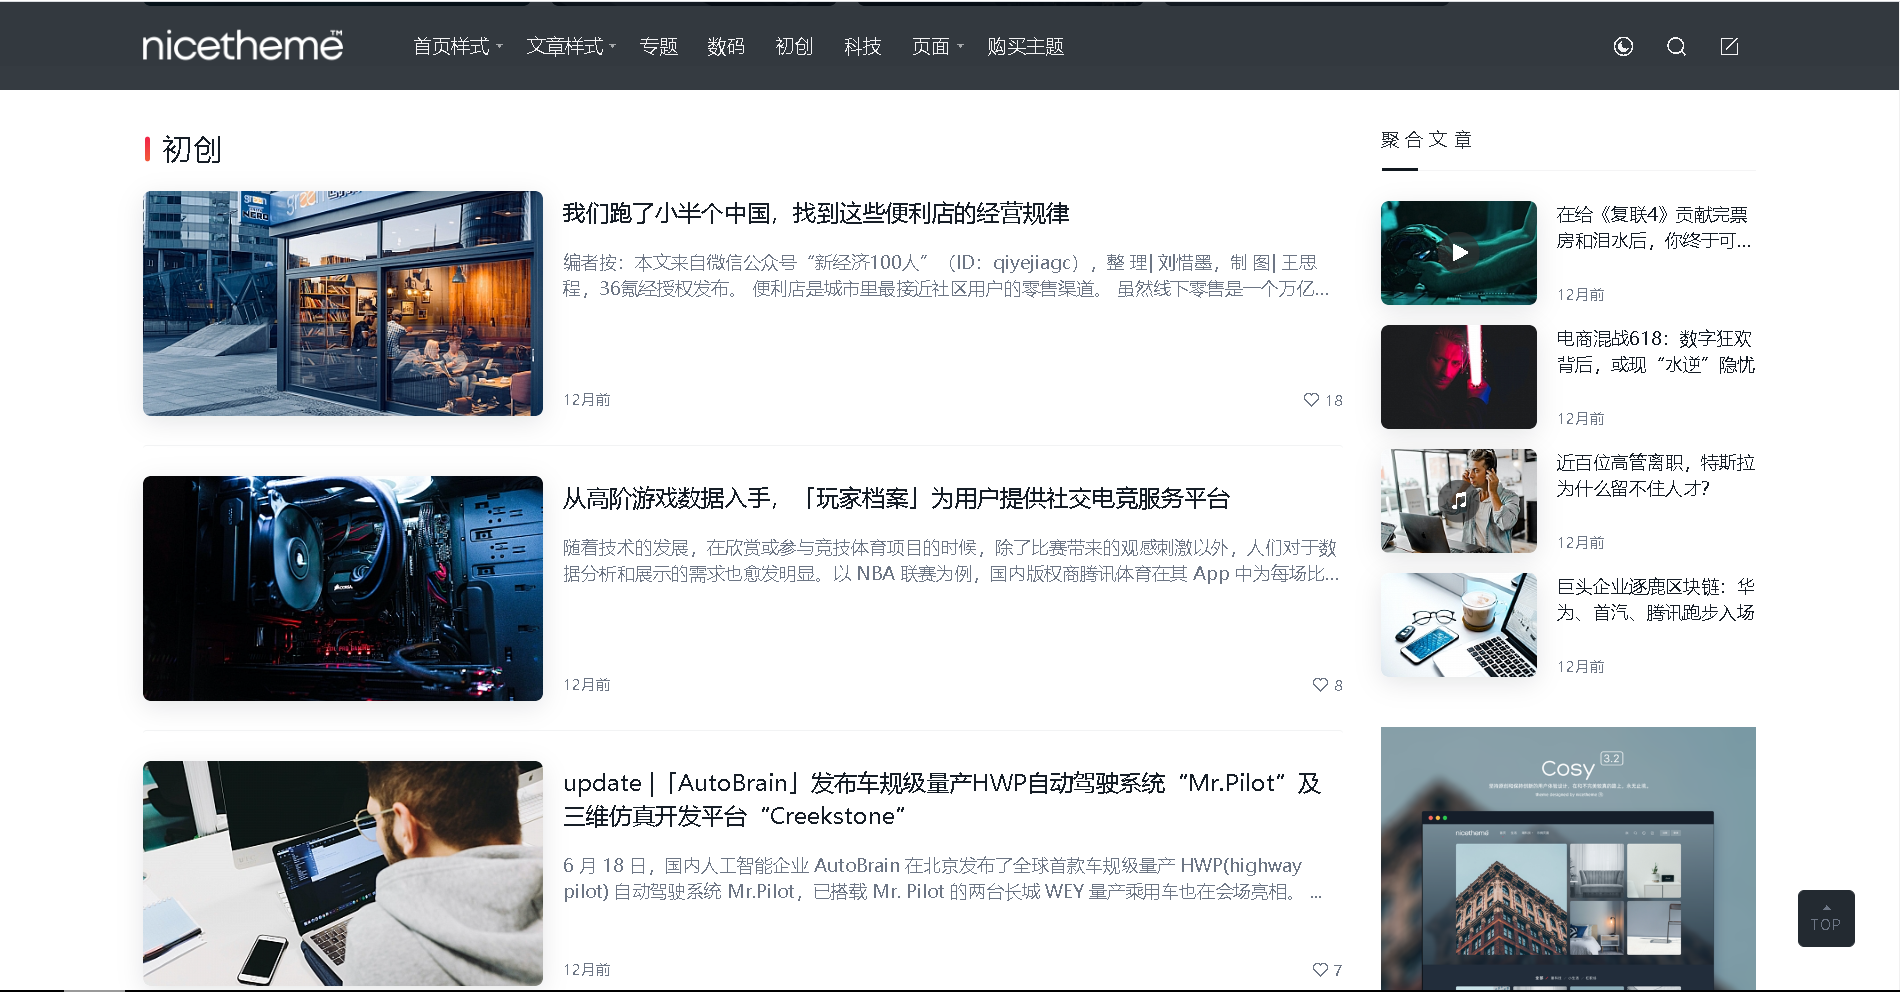 nicetheme™
首页样式 文章样式 专题 数码 初创 科技 页面 购买主题
初创
我们跑了小半个中国，找到这些便利店的经营规律
编者按：本文来自微信公众号“新经济100人”（ID：qiyejiagc），整 理| 刘惜墨，制 图| 王思
程，36氪经授权发布。 便利店是城市里最接近社区用户的零售渠道。 虽然线下零售是一个万亿...
12月前
18
从高阶游戏数据入手，「玩家档案」为用户提供社交电竞服务平台
随着技术的发展，在欣赏或参与竞技体育项目的时候，除了比赛带来的观感刺激以外，人们对于数
据分析和展示的需求也愈发明显。以 NBA 联赛为例，国内版权商腾讯体育在其 App 中为每场比...
12月前
8
update |「AutoBrain」发布车规级量产HWP自动驾驶系统“Mr.Pilot”及
三维仿真开发平台“Creekstone”
6 月 18 日，国内人工智能企业 AutoBrain 在北京发布了全球首款车规级量产 HWP(highway
pilot) 自动驾驶系统 Mr.Pilot，已搭载 Mr. Pilot 的两台长城 WEY 量产乘用车也在会场亮相。 ...
12月前
7
聚合文章
在给《复联4》贡献完票
房和泪水后，你终于可...
12月前
电商混战618：数字狂欢
背后，或现“水逆”隐忧
12月前
近百位高管离职，特斯拉
为什么留不住人才？
12月前
巨头企业逐鹿区块链：华
为、首汽、腾讯跑步入场
12月前
Cosy 3.2
nicetheme
TOP